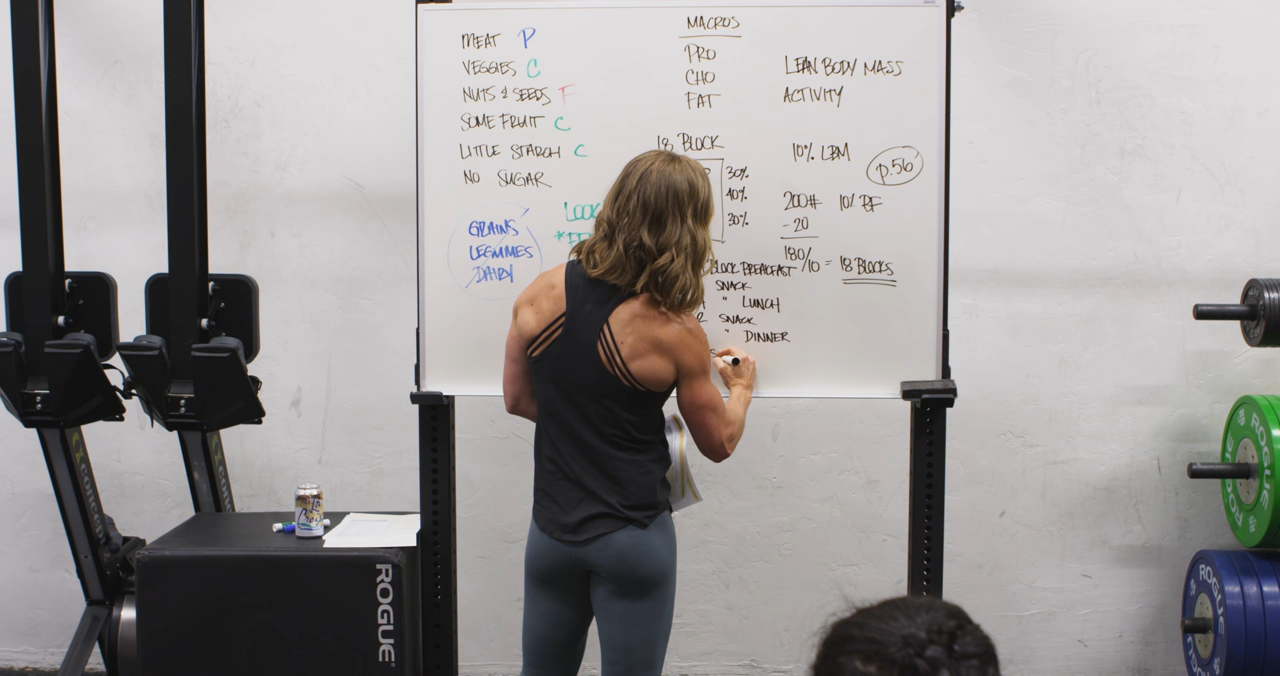 MEAT P
VEGGIES C
NUTS & SEEDS F
SOME FRUIT C
LITTLE STARCH C
NO SUGAR
GRAINS
LEGMMES
DAIRY
LOOK
MACROS
PRO
CHO
FAT
18 BLOCK
30%
40%
30%
BLOCK BREAKFAST
SNACK
" LUNCH
2 SNACK
" DINNER
LEAN BODY MASS
ACTIVITY
10% LBM
p.56
200# 10% BF
- 20
180/10 = 18 BLOCKS
ROGUE
ROGUE
ROGUE